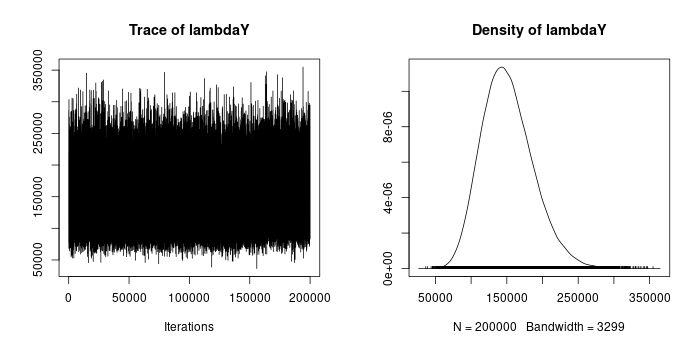 Trace of lambdaY
350000
250000
150000
50000
0
50000
100000
150000
200000
Iterations
Density of lambdaY
8e-06
4e-06
0e+00
50000
150000
250000
350000
N = 200000 Bandwidth = 3299